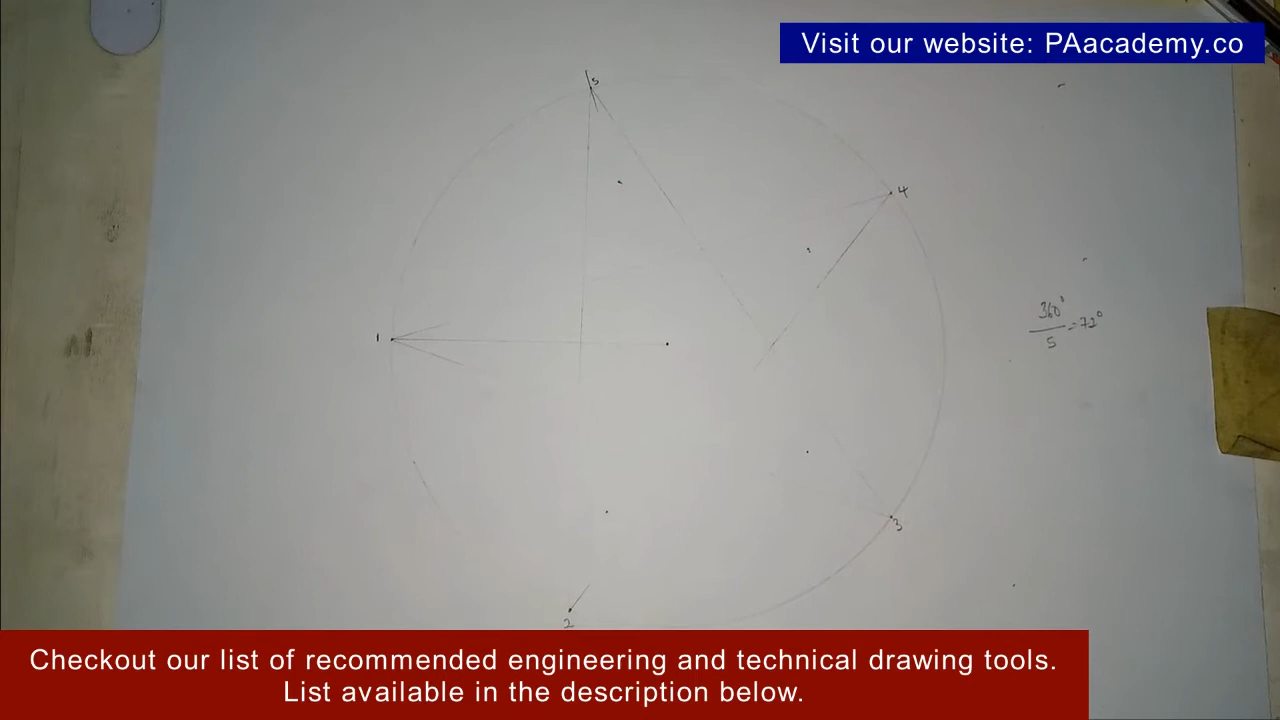 Visit our website: PAacademy.co
5
4
1
360°
5
=72°
3
2
Checkout our list of recommended engineering and technical drawing tools.
List available in the description below.